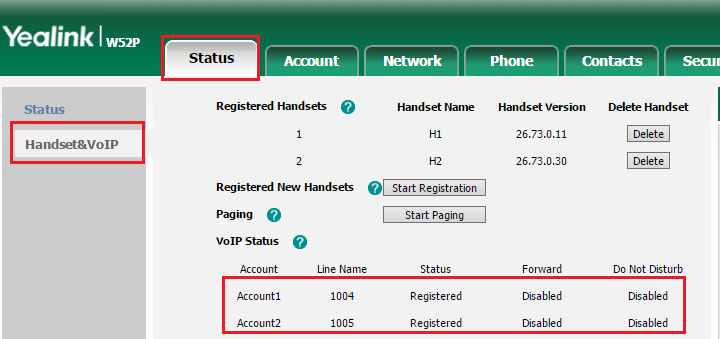 Yealink | W52P
Status
Account
Network
Phone
Contacts
Secur
Status
Handset&VoIP
Registered Handsets ? Handset Name Handset Version Delete Handset
1 H1 26.73.0.11 Delete
2 H2 26.73.0.30 Delete
Registered New Handsets ? Start Registration
Paging ? Start Paging
VoIP Status ?
Account Line Name Status Forward Do Not Disturb
Account1 1004 Registered Disabled Disabled
Account2 1005 Registered Disabled Disabled